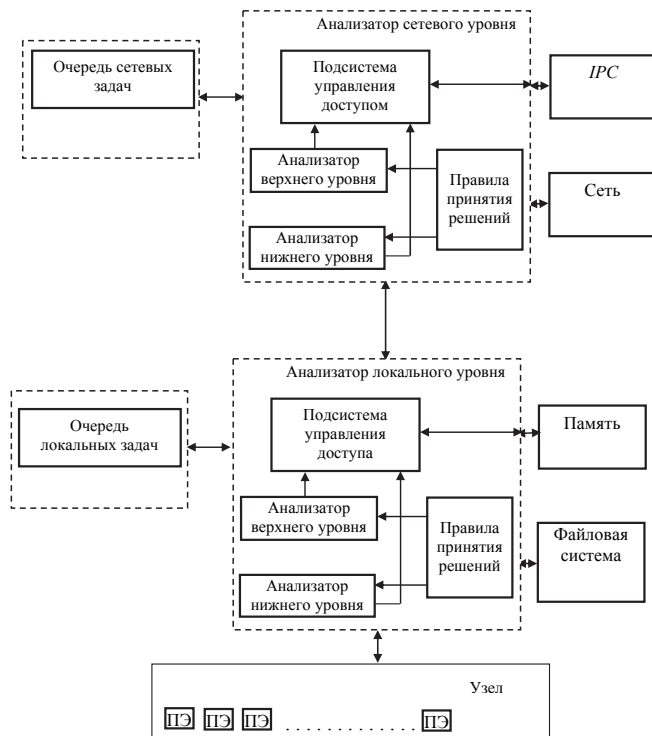 Анализатор сетевого уровня
Очередь сетевых
задач
Подсистема
управления
доступом
IPC
Анализатор
верхнего уровня
Правила
принятия
решений
Сеть
Анализатор
нижнего уровня
Анализатор локального уровня
Очередь
локальных задач
Подсистема
управления
доступа
Память
Анализатор
верхнего уровня
Правила
принятия
решений
Файловая
система
Анализатор
нижнего уровня
Узел
ПЭ ПЭ ПЭ . . . . . . . . . . . . . ПЭ